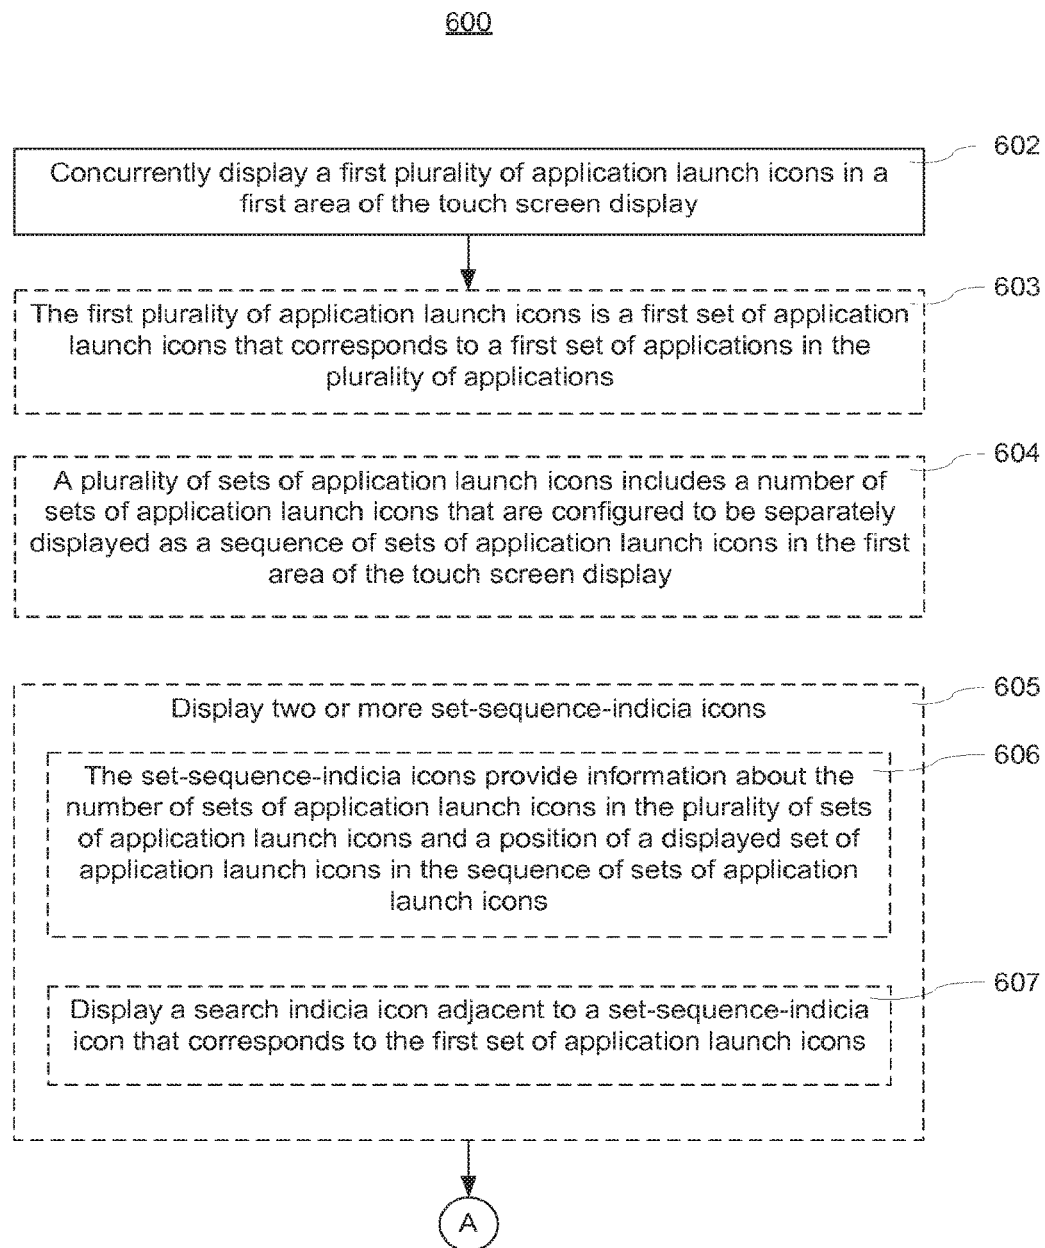 600
602
Concurrently display a first plurality of application launch icons in a
first area of the touch screen display
603
The first plurality of application launch icons is a first set of application
launch icons that corresponds to a first set of applications in the
plurality of applications
604
A plurality of sets of application launch icons includes a number of
sets of application launch icons that are configured to be separately
displayed as a sequence of sets of application launch icons in the first
area of the touch screen display
605
Display two or more set-sequence-indicia icons
606
The set-sequence-indicia icons provide information about the
number of sets of application launch icons in the plurality of sets
of application launch icons and a position of a displayed set of
application launch icons in the sequence of sets of application
launch icons
607
Display a search indicia icon adjacent to a set-sequence-indicia
icon that corresponds to the first set of application launch icons
A